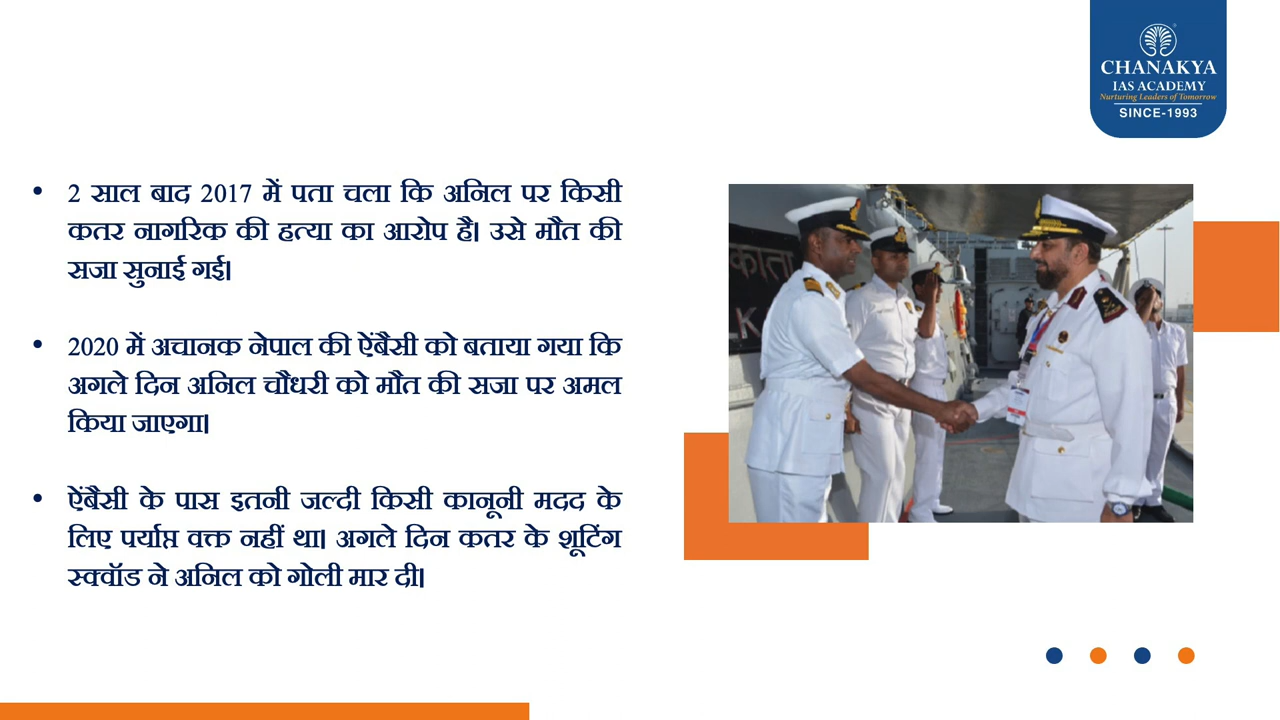 CHANAKYA
IAS ACADEMY
Nurturing Leaders of Tomorrow
SINCE-1993
• 2 साल बाद 2017 में पता चला कि अनिल पर किसी
कतर नागरिक की हत्या का आरोप है। उसे मौत की
सजा सुनाई गई।
• 2020 में अचानक नेपाल की ऐंबैसी को बताया गया कि
अगले दिन अनिल चौधरी को मौत की सजा पर अमल
किया जाएगा।
• ऐंबैसी के पास इतनी जल्दी किसी कानूनी मदद के
लिए पर्याप्त वक्त नहीं था। अगले दिन कतर के शूटिंग
स्क्वॉड ने अनिल को गोली मार दी।
काता
LK